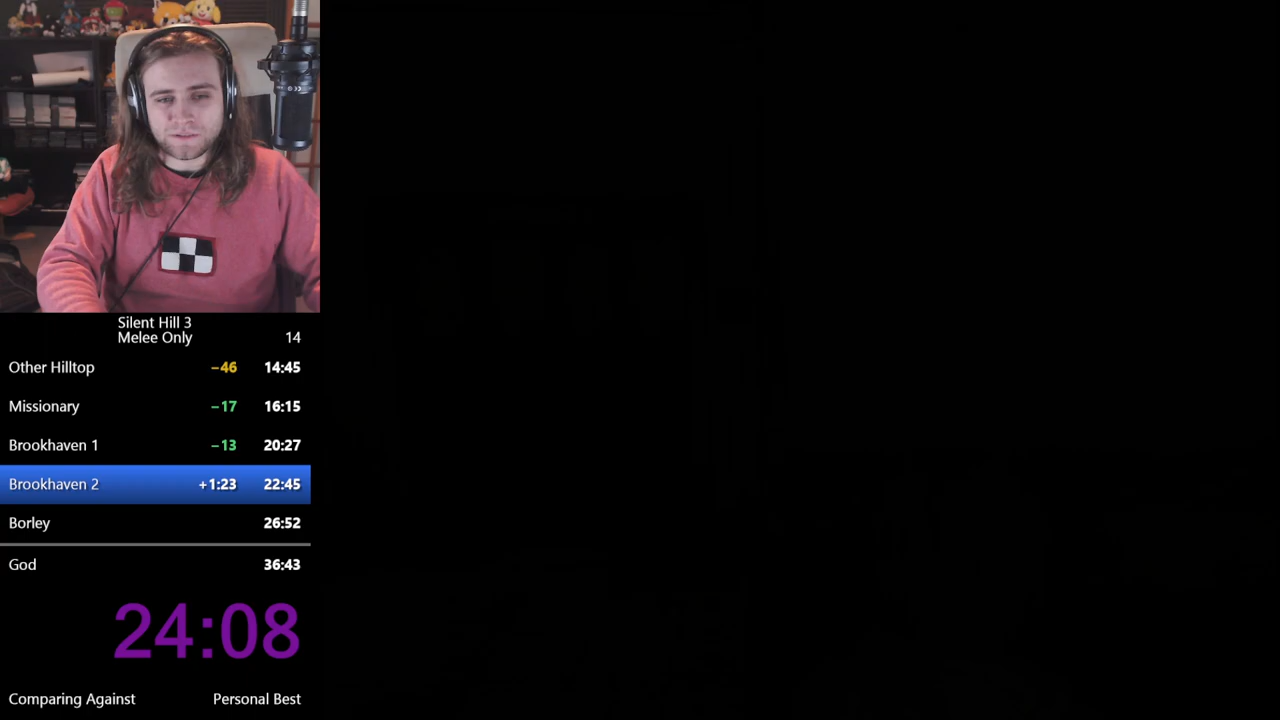 Silent Hill 3
Melee Only 14
Other Hilltop −46 14:45
Missionary −17 16:15
Brookhaven 1 −13 20:27
Brookhaven 2 +1:23 22:45
Borley 26:52
God 36:43
24:08
Comparing Against Personal Best